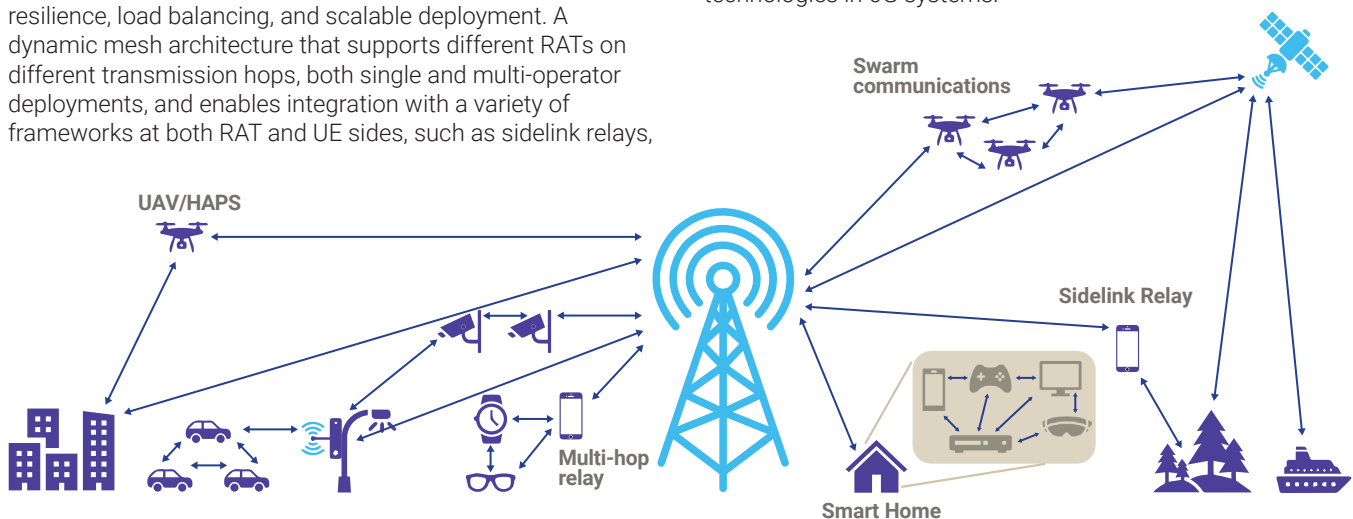 resilience, load balancing, and scalable deployment. A
dynamic mesh architecture that supports different RATs on
different transmission hops, both single and multi-operator
deployments, and enables integration with a variety of
frameworks at both RAT and UE sides, such as sidelink relays,
Swarm
communications
UAV/HAPS
Sidelink Relay
Multi-hop
relay
Smart Home